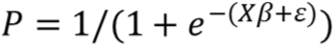 P = 1/(1 + e^{-(Xβ+ε)})